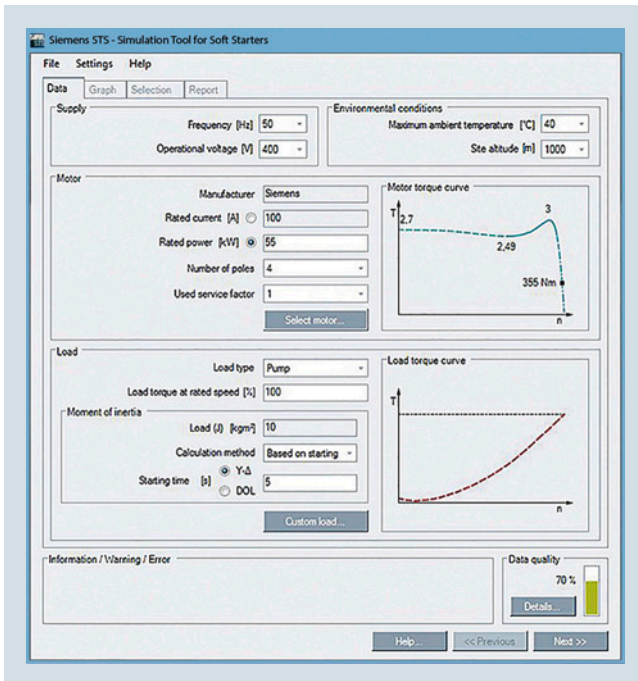 Siemens STS - Simulation Tool for Soft Starters
File Settings Help
Data Graph Selection Report
Supply
Frequency [Hz] 50
Operational voltage [V] 400
Environmental conditions
Maximum ambient temperature [°C] 40
Site altitude [m] 1000
Motor
Manufacturer Siemens
Rated current [A] 100
Rated power [kW] 55
Number of poles 4
Used service factor 1
Select motor...
Motor torque curve
T
2,7
3
2,49
355 Nm
n
Load
Load type Pump
Load torque at rated speed [%] 100
Moment of inertia
Load (J) [kgm²] 10
Calculation method Based on starting
Starting time [s] Y-Δ
DOL
5
Custom load...
Load torque curve
T
n
Information / Warning / Error
Data quality
70 %
Details...
Help... << Previous Next >>